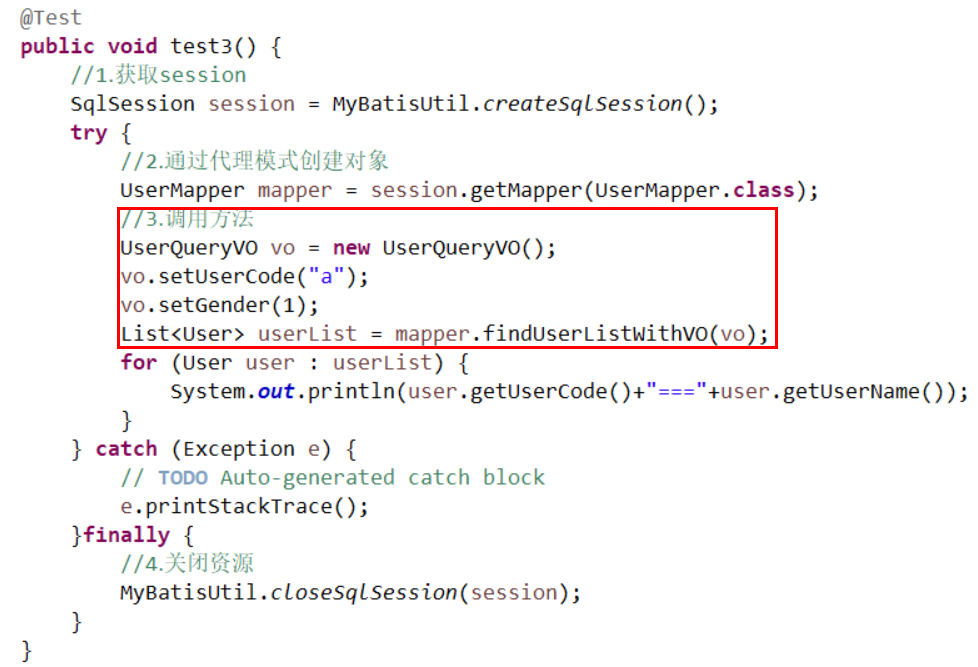 @Test
public void test3() {
    //1.获取session
    SqlSession session = MyBatisUtil.createSqlSession();
    try {
        //2.通过代理模式创建对象
        UserMapper mapper = session.getMapper(UserMapper.class);
        //3.调用方法
        UserQueryVO vo = new UserQueryVO();
        vo.setUserCode("a");
        vo.setGender(1);
        List<User> userList = mapper.findUserListWithVO(vo);
        for (User user : userList) {
            System.out.println(user.getUserCode()+"==="+user.getUserName());
        }
    } catch (Exception e) {
        // TODO Auto-generated catch block
        e.printStackTrace();
    }finally {
        //4.关闭资源
        MyBatisUtil.closeSqlSession(session);
    }
}